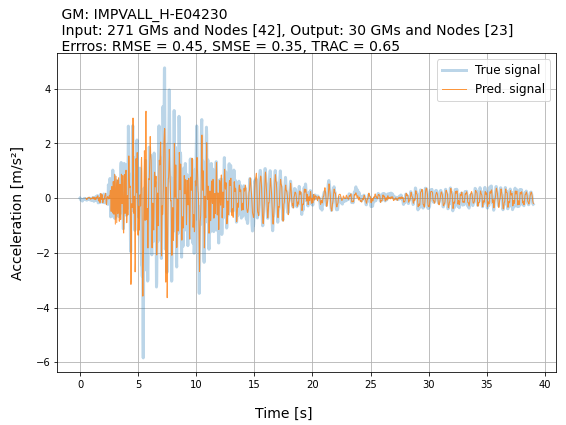 GM: IMPVALL_H-E04230
Input: 271 GMs and Nodes [42], Output: 30 GMs and Nodes [23]
Errros: RMSE = 0.45, SMSE = 0.35, TRAC = 0.65
True signal
Pred. signal
4
2
0
−2
−4
−6
Acceleration [m/s²]
0 5 10 15 20 25 30 35 40
Time [s]